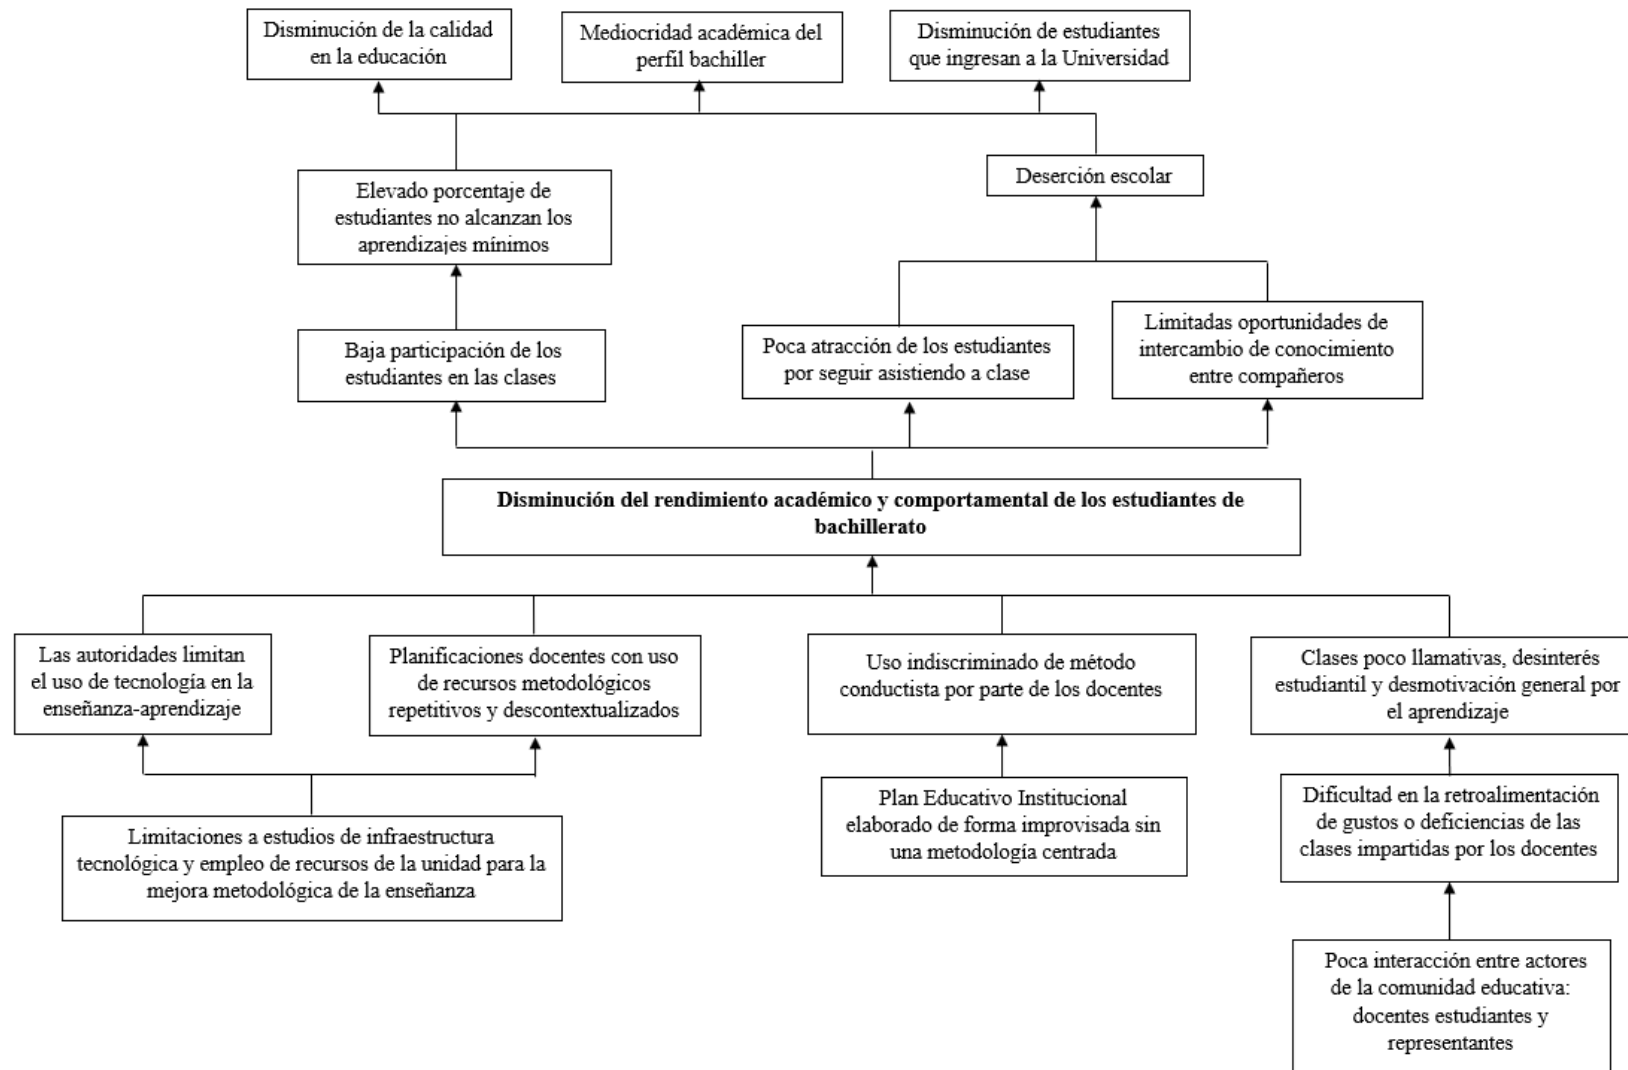 Disminución de la calidad
en la educación
Mediocridad académica del
perfil bachiller
Disminución de estudiantes
que ingresan a la Universidad
Elevado porcentaje de
estudiantes no alcanzan los
aprendizajes mínimos
Deserción escolar
Baja participación de los
estudiantes en las clases
Poca atracción de los estudiantes
por seguir asistiendo a clase
Limitadas oportunidades de
intercambio de conocimiento
entre compañeros
Disminución del rendimiento académico y comportamental de los estudiantes de
bachillerato
Las autoridades limitan
el uso de tecnología en la
enseñanza-aprendizaje
Planificaciones docentes con uso
de recursos metodológicos
repetitivos y descontextualizados
Uso indiscriminado de método
conductista por parte de los docentes
Clases poco llamativas, desinterés
estudiantil y desmotivación general por
el aprendizaje
Limitaciones a estudios de infraestructura
tecnológica y empleo de recursos de la unidad para la
mejora metodológica de la enseñanza
Plan Educativo Institucional
elaborado de forma improvisada sin
una metodología centrada
Dificultad en la retroalimentación
de gustos o deficiencias de las
clases impartidas por los docentes
Poca interacción entre actores
de la comunidad educativa:
docentes estudiantes y
representantes